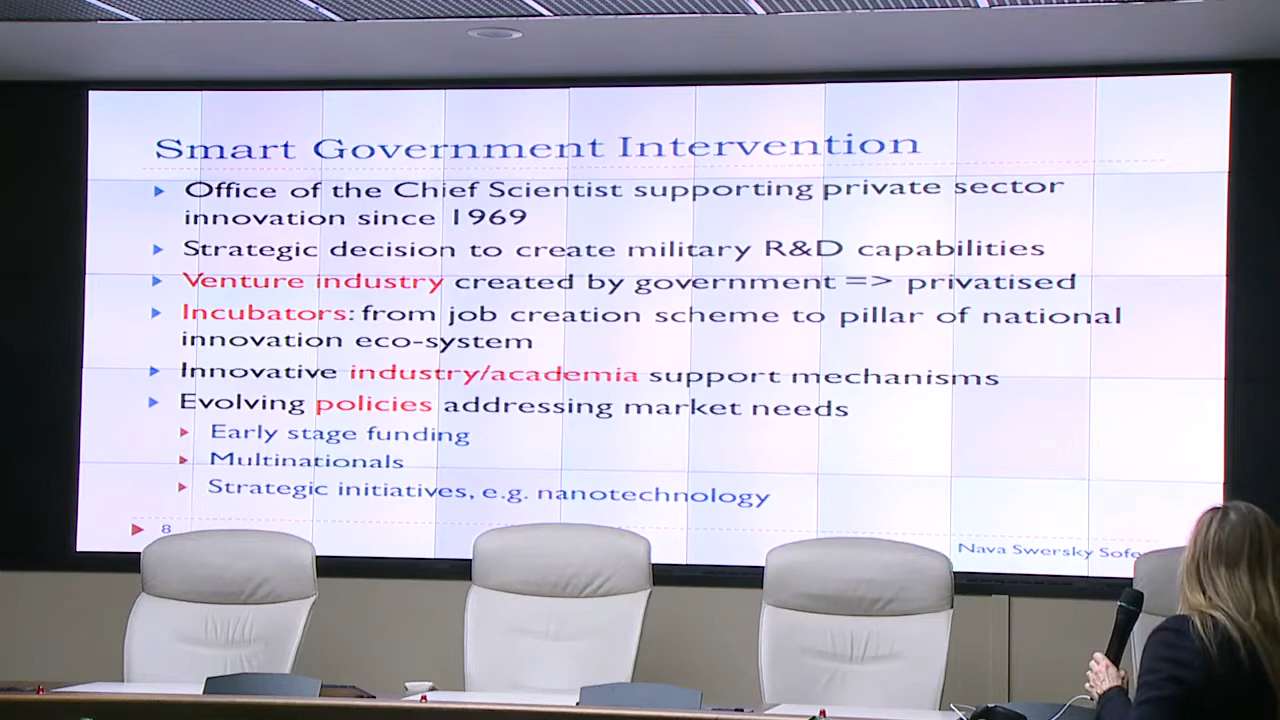 Smart Government Intervention
Office of the Chief Scientist supporting private sector
innovation since 1969
Strategic decision to create military R&D capabilities
Venture industry created by government => privatised
Incubators: from job creation scheme to pillar of national
innovation eco-system
Innovative industry/academia support mechanisms
Evolving policies addressing market needs
Early stage funding
Multinationals
Strategic initiatives, e.g. nanotechnology
8
Nava Swersky Sofe